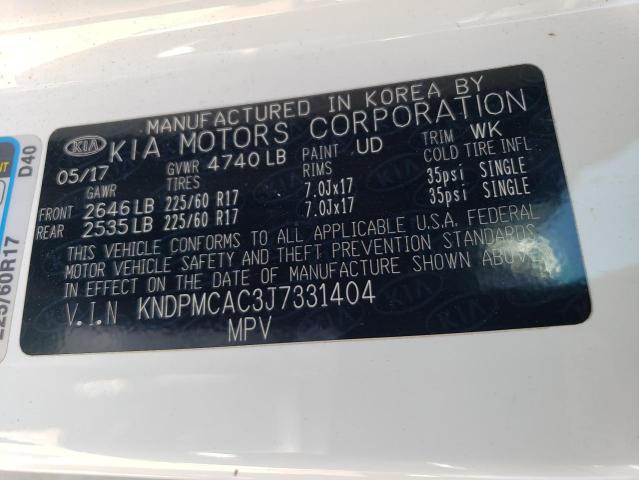 MANUFACTURED IN KOREA BY
KIA KIA MOTORS CORPORATION
05/17 GVWR 4740 LB PAINT UD TRIM WK
GAWR TIRES RIMS COLD TIRE INFL
FRONT 2646 LB 225/60 R17 7.0Jx17 35psi SINGLE
REAR 2535 LB 225/60 R17 7.0Jx17 35psi SINGLE
THIS VEHICLE CONFORMS TO ALL APPLICABLE U.S.A. FEDERAL
MOTOR VEHICLE SAFETY AND THEFT PREVENTION STANDARDS
IN EFFECT ON THE DATE OF MANUFACTURE SHOWN ABOVE.
V.I.N KNDPMCAC3J7331404
MPV
D40
225/60R17